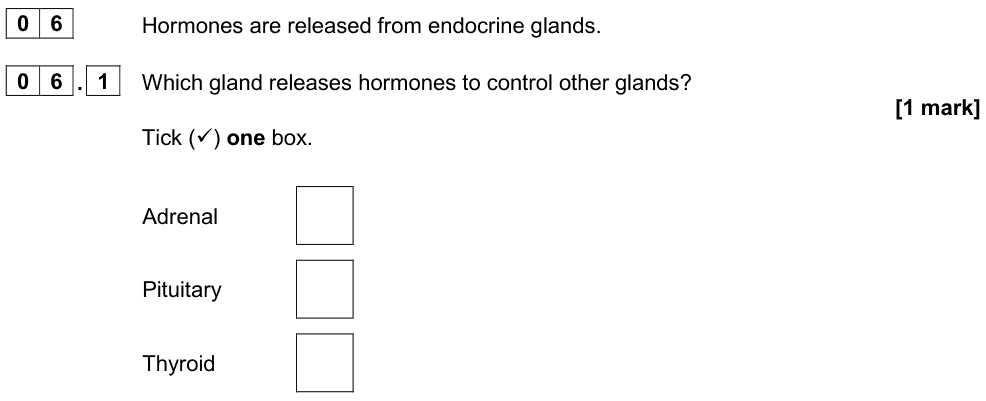 0 6 Hormones are released from endocrine glands.
0 6 . 1 Which gland releases hormones to control other glands?
[1 mark]
Tick (✓) one box.
Adrenal
Pituitary
Thyroid